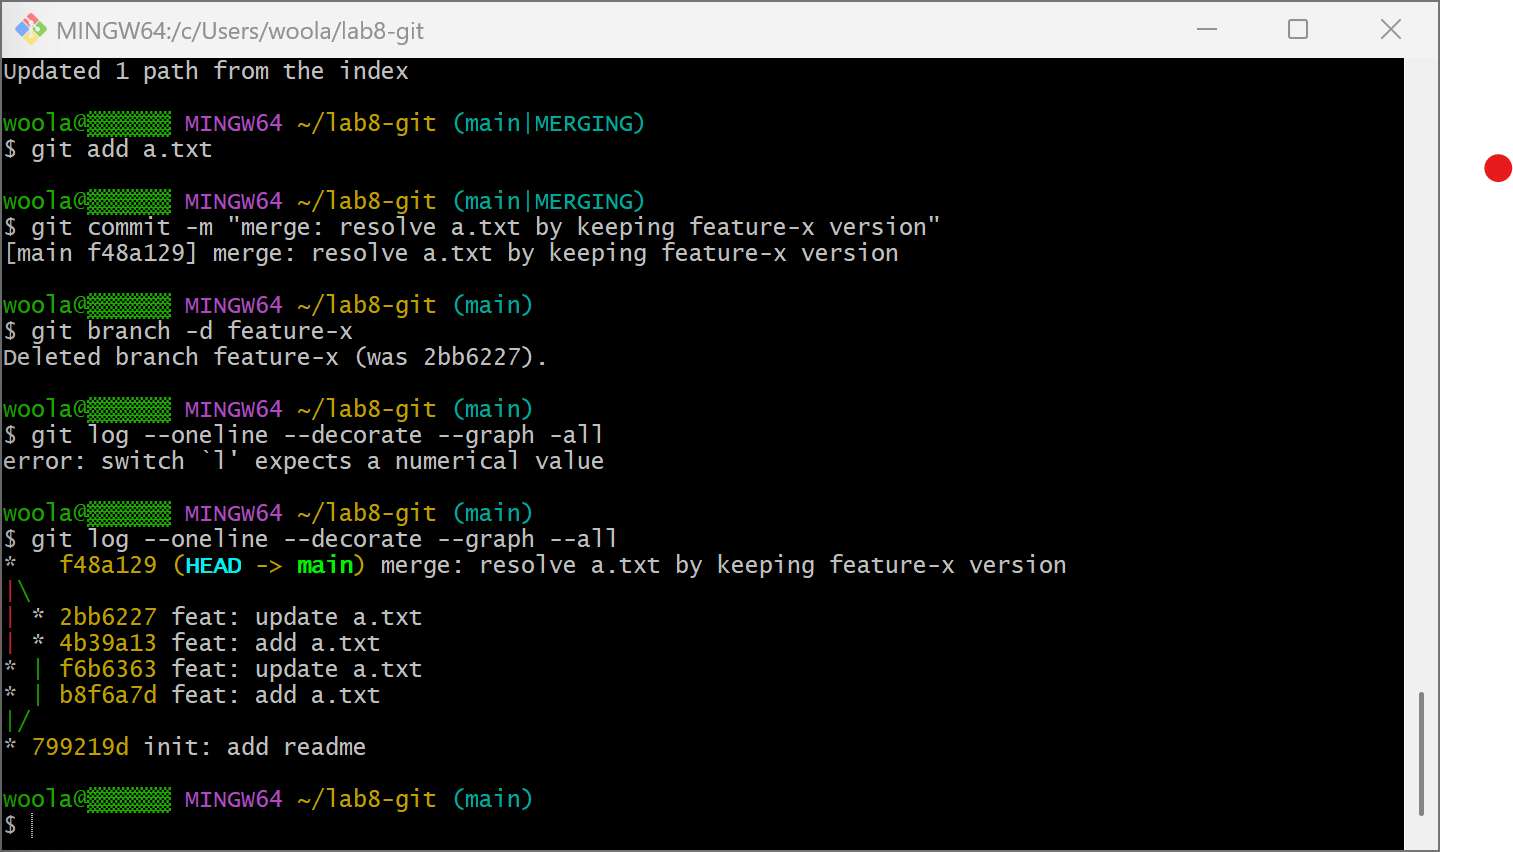 MINGW64:/c/Users/woola/lab8-git
Updated 1 path from the index
woola@▒▒▒▒▒▒ MINGW64 ~/lab8-git (main|MERGING)
$ git add a.txt
woola@▒▒▒▒▒▒ MINGW64 ~/lab8-git (main|MERGING)
$ git commit -m "merge: resolve a.txt by keeping feature-x version"
[main f48a129] merge: resolve a.txt by keeping feature-x version
woola@▒▒▒▒▒▒ MINGW64 ~/lab8-git (main)
$ git branch -d feature-x
Deleted branch feature-x (was 2bb6227).
woola@▒▒▒▒▒▒ MINGW64 ~/lab8-git (main)
$ git log --oneline --decorate --graph -all
error: switch `l' expects a numerical value
woola@▒▒▒▒▒▒ MINGW64 ~/lab8-git (main)
$ git log --oneline --decorate --graph --all
*   f48a129 (HEAD -> main) merge: resolve a.txt by keeping feature-x version
|\
| * 2bb6227 feat: update a.txt
| * 4b39a13 feat: add a.txt
* | f6b6363 feat: update a.txt
* | b8f6a7d feat: add a.txt
|/
* 799219d init: add readme
woola@▒▒▒▒▒▒ MINGW64 ~/lab8-git (main)
$